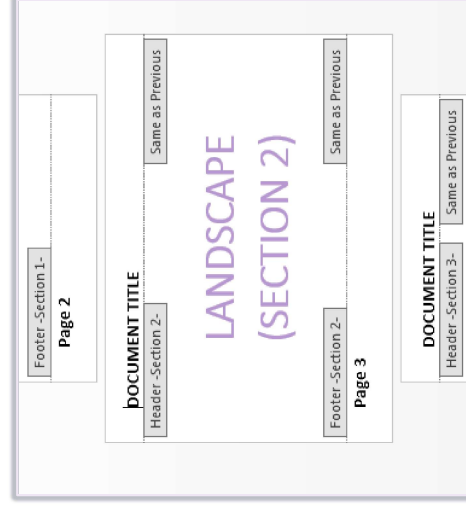 Footer -Section 1-
Page 2
DOCUMENT TITLE
Header -Section 2-
Same as Previous
LANDSCAPE
(SECTION 2)
Footer -Section 2-
Same as Previous
Page 3
DOCUMENT TITLE
Header -Section 3-
Same as Previous